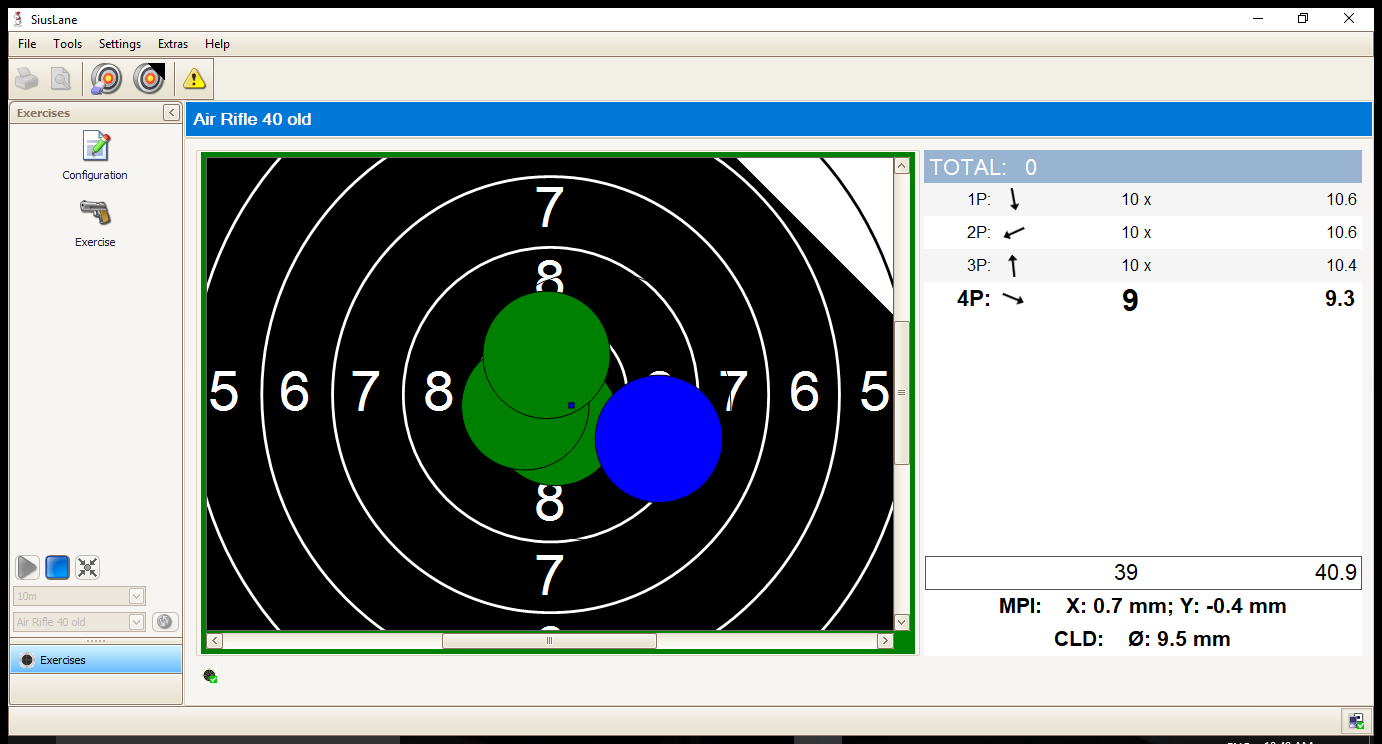 SiusLane
File Tools Settings Extras Help
Exercises
Configuration
Exercise
10m
Air Rifle 40 old
Exercises
Air Rifle 40 old
7
8
5 6 7 8 7 6 5
8
7
TOTAL: 0
1P: 10 x 10.6
2P: 10 x 10.6
3P: 10 x 10.4
4P: 9 9.3
39 40.9
MPI: X: 0.7 mm; Y: -0.4 mm
CLD: Ø: 9.5 mm